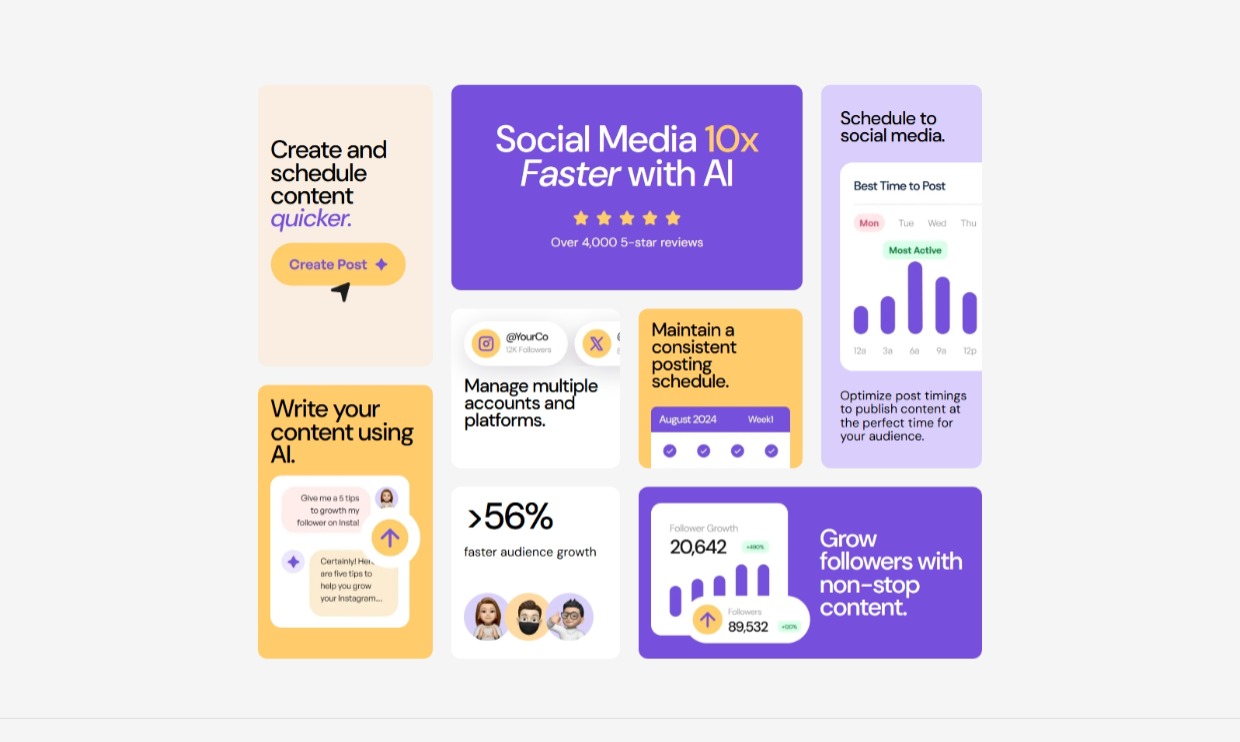 Create and
schedule
content
quicker.
Create Post
Social Media 10x
Faster with AI
Over 4,000 5-star reviews
Schedule to
social media.
Best Time to Post
Mon Tue Wed Thu
Most Active
12a 3a 6a 9a 12p
Optimize post timings
to publish content at
the perfect time for
your audience.
@YourCo
12K Followers
Manage multiple
accounts and
platforms.
Maintain a
consistent
posting
schedule.
August 2024 Week1
Write your
content using
AI.
Give me a 5 tips
to growth my
follower on Insta!
Certainly! Her
are five tips to
help you grow
your Instagram...
>56%
faster audience growth
Follower Growth
20,642
Followers
89,532
Grow
followers with
non-stop
content.